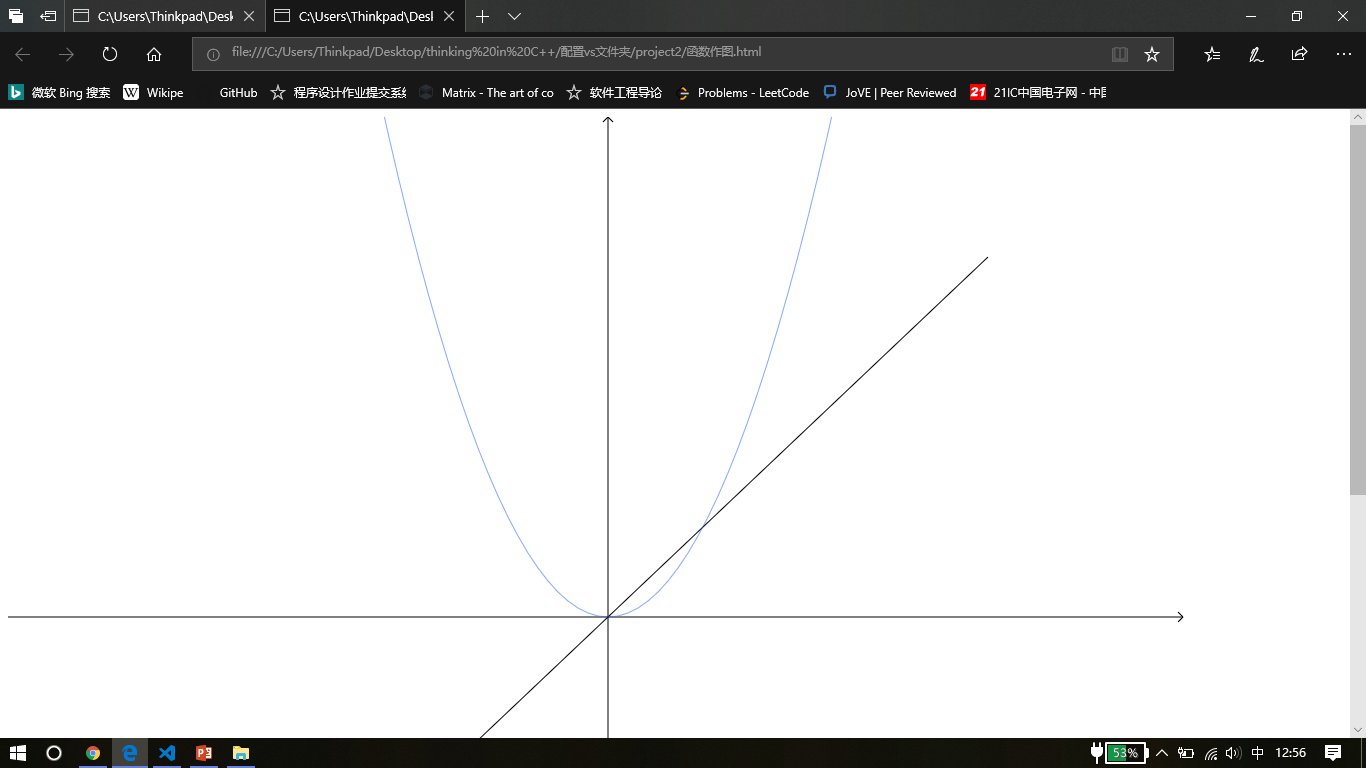 C:\Users\Thinkpad\Desk
C:\Users\Thinkpad\Desl
file:///C:/Users/Thinkpad/Desktop/thinking%20in%20C++/配置vs文件夹/project2/函数作图.html
微软 Bing 搜索
W Wikipe
GitHub
程序设计作业提交系统
Matrix - The art of co
软件工程导论
Problems - LeetCode
JoVE | Peer Reviewed
21 21IC中国电子网 - 中
53%
中
12:56